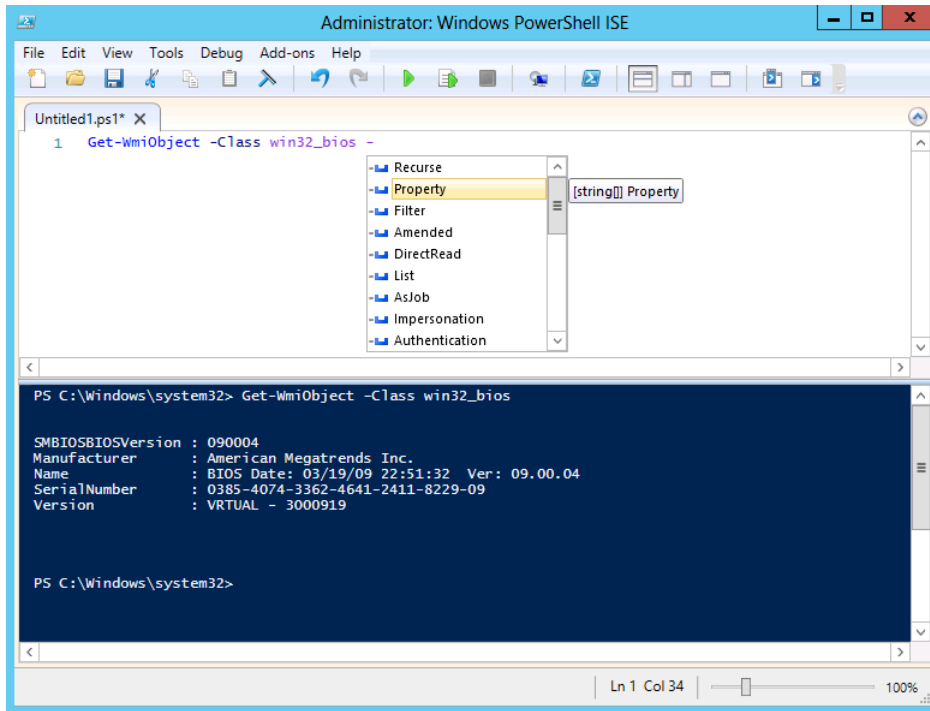 Administrator: Windows PowerShell ISE
File Edit View Tools Debug Add-ons Help
Untitled1.ps1* X
1 Get-WmiObject -Class win32_bios -
Recurse
Property
[string[]] Property
Filter
Amended
DirectRead
List
AsJob
Impersonation
Authentication
PS C:\Windows\system32> Get-WmiObject -Class win32_bios
SMBIOSBIOSVersion : 090004
Manufacturer : American Megatrends Inc.
Name : BIOS Date: 03/19/09 22:51:32 Ver: 09.00.04
SerialNumber : 0385-4074-3362-4641-2411-8229-09
Version : VRTUAL - 3000919
PS C:\Windows\system32>
Ln 1 Col 34 100%